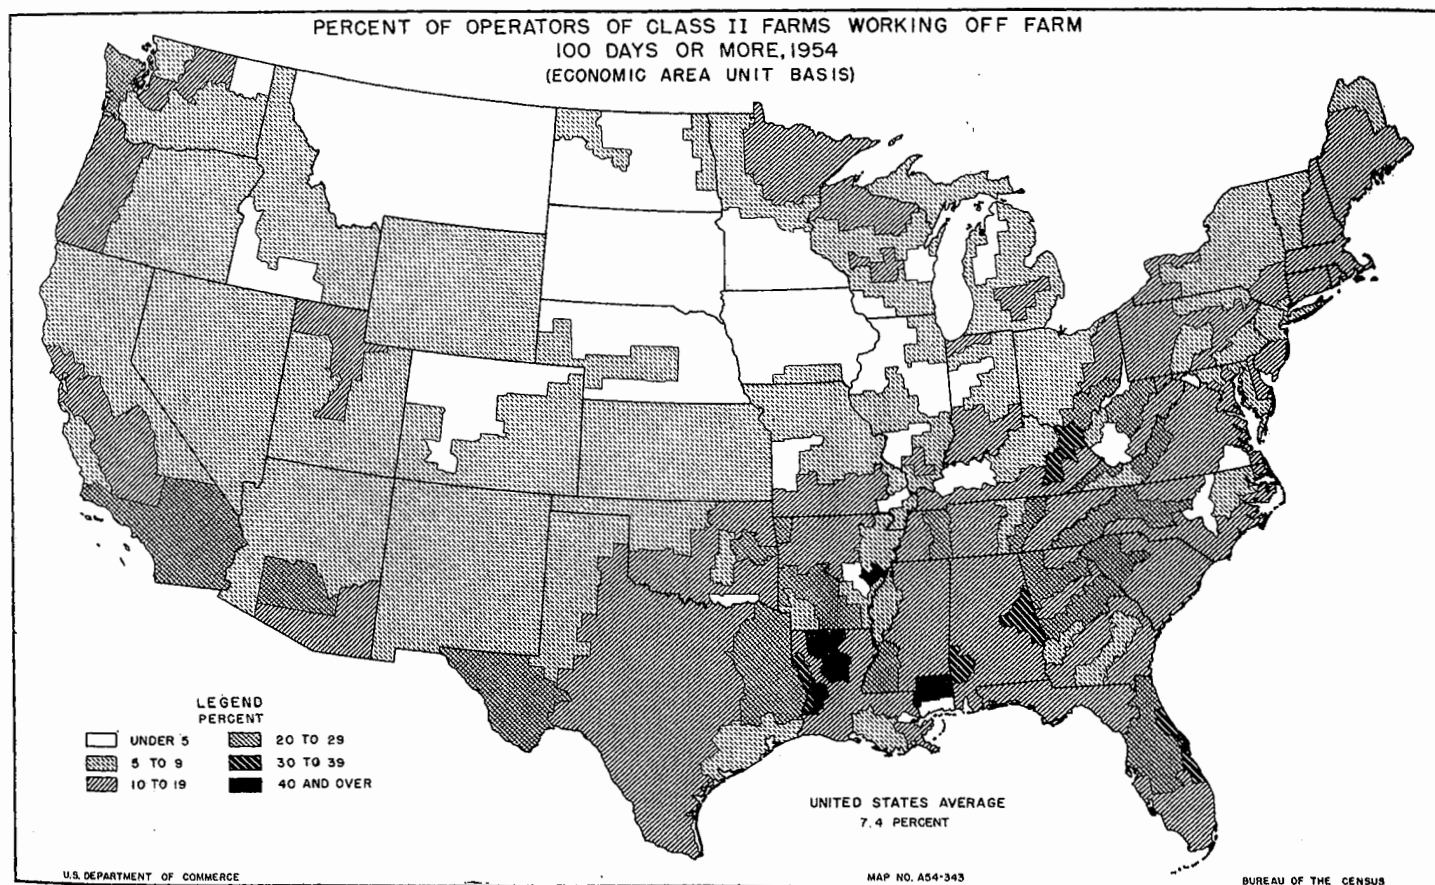 PERCENT OF OPERATORS OF CLASS II FARMS WORKING OFF FARM
100 DAYS OR MORE, 1954
(ECONOMIC AREA UNIT BASIS)
LEGEND
PERCENT
UNDER 5
5 TO 9
10 TO 19
20 TO 29
30 TO 39
40 AND OVER
UNITED STATES AVERAGE
7.4 PERCENT
U.S. DEPARTMENT OF COMMERCE
MAP NO. A54-343
BUREAU OF THE CENSUS